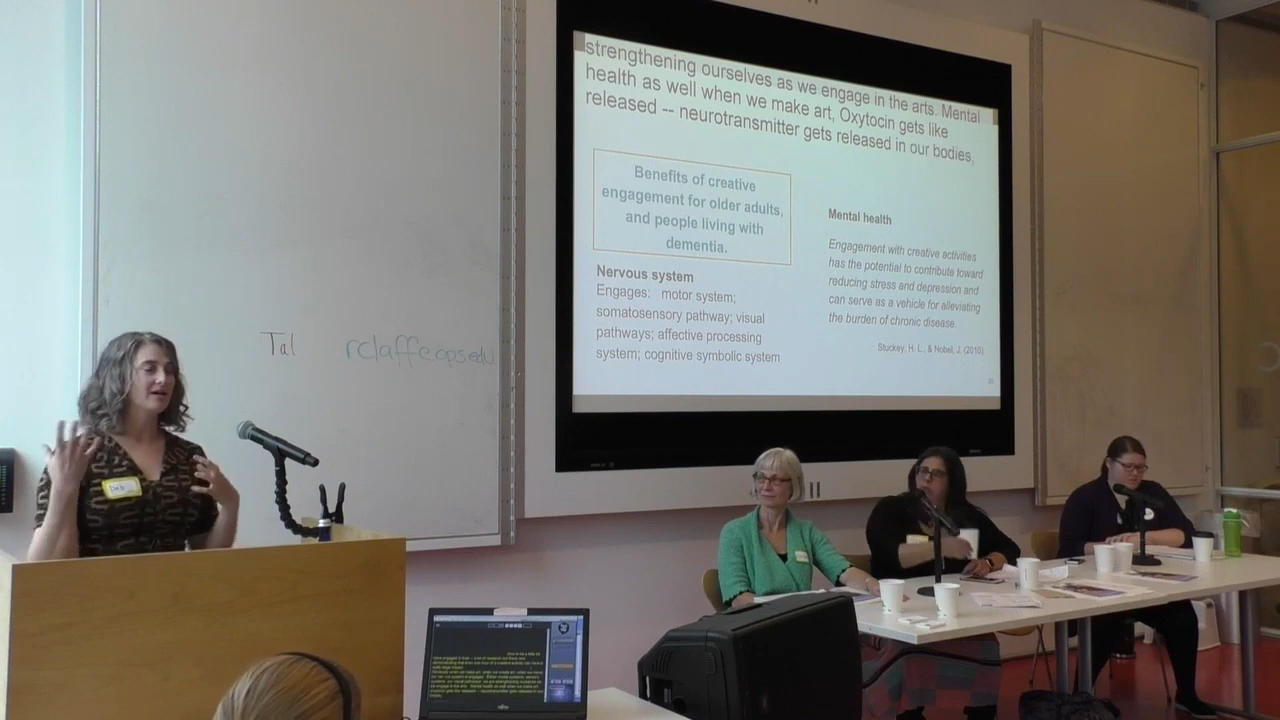 strengthening ourselves as we engage in the arts. Mental
health as well when we make art, Oxytocin gets like
released -- neurotransmitter gets released in our bodies,
Benefits of creative
engagement for older adults,
and people living with
dementia.
Nervous system
Engages: motor system;
somatosensory pathway; visual
pathways; affective processing
system; cognitive symbolic system
Mental health
Engagement with creative activities
has the potential to contribute toward
reducing stress and depression and
can serve as a vehicle for alleviating
the burden of chronic disease.
Stuckey, H. L., & Nobel, J. (2010)
Tal
Deb